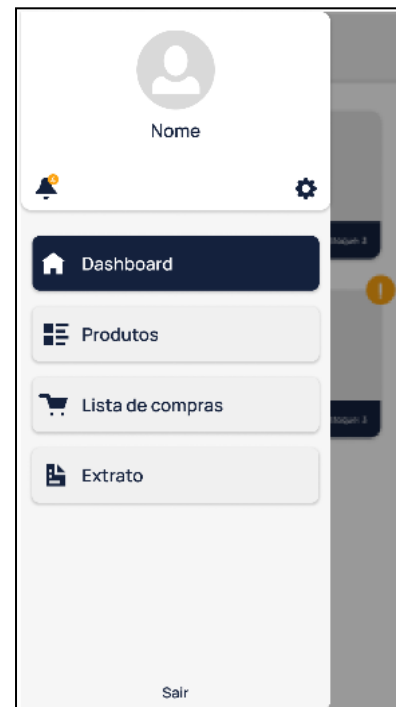 Nome
Dashboard
Produtos
Lista de compras
Extrato
Sair